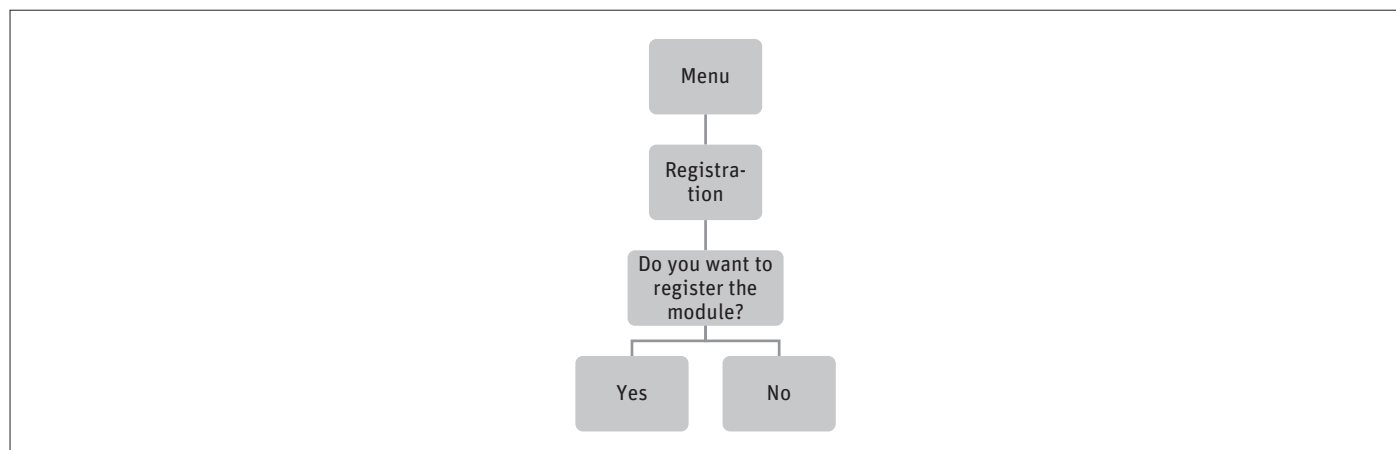 Menu
Registra-
tion
Do you want to
register the
module?
Yes
No